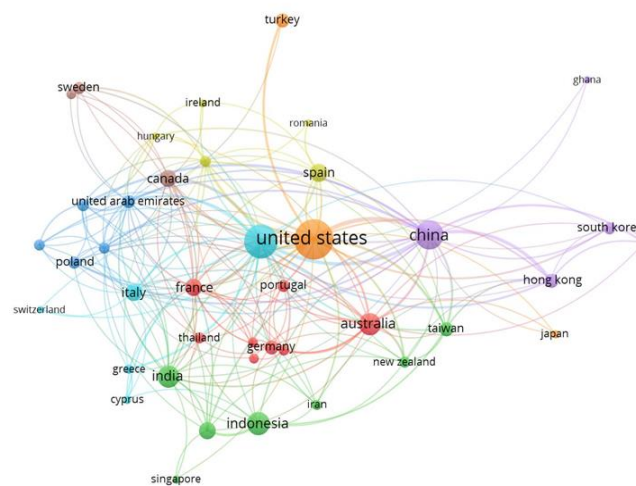 turkey
ghana
sweden
ireland
romania
hungary
spain
canada
united arab emirates
south kore
united states
china
poland
hong kong
italy
france
portugal
switzerland
australia
taiwan
japan
thailand
germany
new zealand
greece
india
cyprus
iran
indonesia
singapore